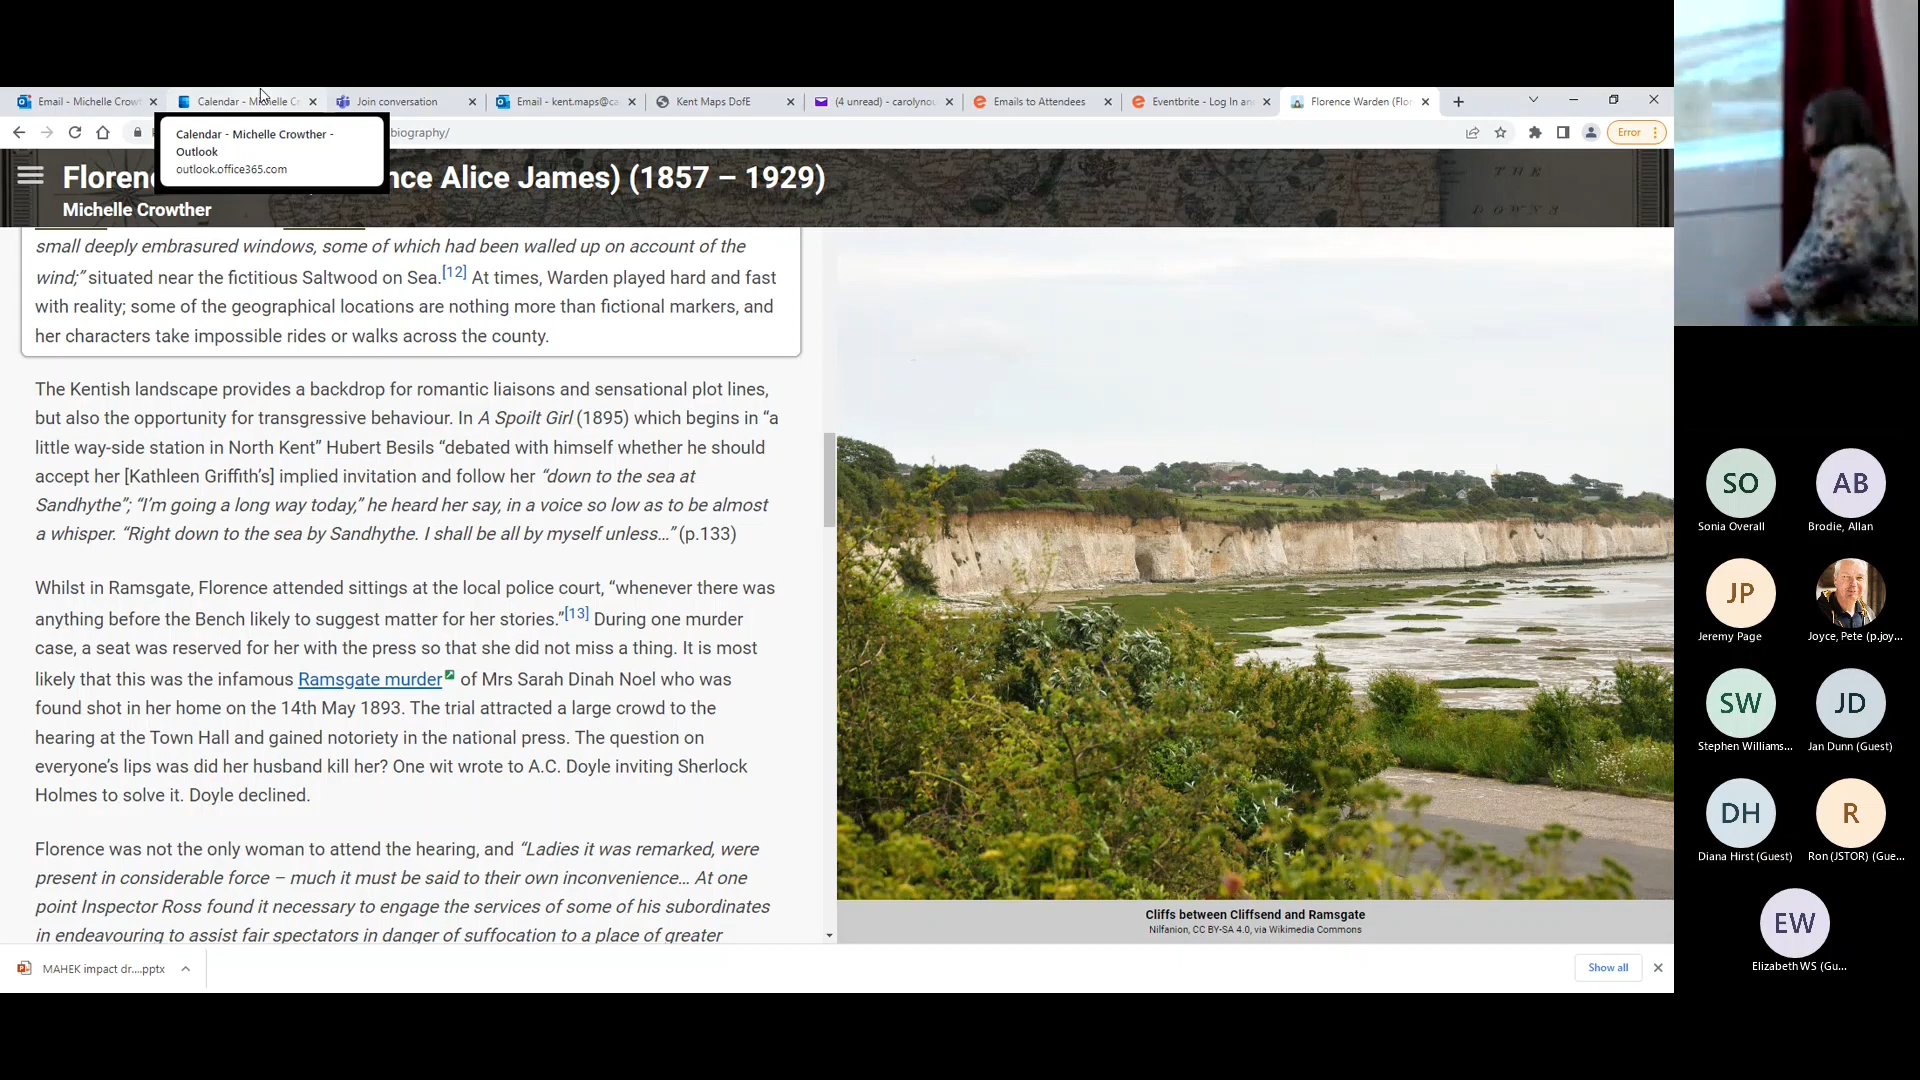 Email - Michelle Crowt
Calendar - Michelle C
Join conversation
Email - kent.maps@ca
Kent Maps DofE
(4 unread) - carolynou
Emails to Attendees
Eventbrite - Log In an
Florence Warden (Flor
biography/
Error
Calendar - Michelle Crowther -
Outlook
outlook.office365.com
Floren nce Alice James) (1857 – 1929)
Michelle Crowther
THE
DOWNS
small deeply embrasured windows, some of which had been walled up on account of the
wind;” situated near the fictitious Saltwood on Sea.[12] At times, Warden played hard and fast
with reality; some of the geographical locations are nothing more than fictional markers, and
her characters take impossible rides or walks across the county.
The Kentish landscape provides a backdrop for romantic liaisons and sensational plot lines,
but also the opportunity for transgressive behaviour. In A Spoilt Girl (1895) which begins in “a
little way-side station in North Kent” Hubert Besils “debated with himself whether he should
accept her [Kathleen Griffith’s] implied invitation and follow her “down to the sea at
Sandhythe”; “I’m going a long way today,” he heard her say, in a voice so low as to be almost
a whisper. “Right down to the sea by Sandhythe. I shall be all by myself unless…” (p.133)
Whilst in Ramsgate, Florence attended sittings at the local police court, “whenever there was
anything before the Bench likely to suggest matter for her stories.”[13] During one murder
case, a seat was reserved for her with the press so that she did not miss a thing. It is most
likely that this was the infamous Ramsgate murder of Mrs Sarah Dinah Noel who was
found shot in her home on the 14th May 1893. The trial attracted a large crowd to the
hearing at the Town Hall and gained notoriety in the national press. The question on
everyone’s lips was did her husband kill her? One wit wrote to A.C. Doyle inviting Sherlock
Holmes to solve it. Doyle declined.
Florence was not the only woman to attend the hearing, and “Ladies it was remarked, were
present in considerable force – much it must be said to their own inconvenience… At one
point Inspector Ross found it necessary to engage the services of some of his subordinates
in endeavouring to assist fair spectators in danger of suffocation to a place of greater
Cliffs between Cliffsend and Ramsgate
Nilfanion, CC BY-SA 4.0, via Wikimedia Commons
MAHEK impact dr....pptx
Show all
SO
Sonia Overall
AB
Brodie, Allan
JP
Jeremy Page
Joyce, Pete (p.joy...
SW
Stephen Williams...
JD
Jan Dunn (Guest)
DH
Diana Hirst (Guest)
R
Ron (JSTOR) (Gue...
EW
Elizabeth WS (Gu...